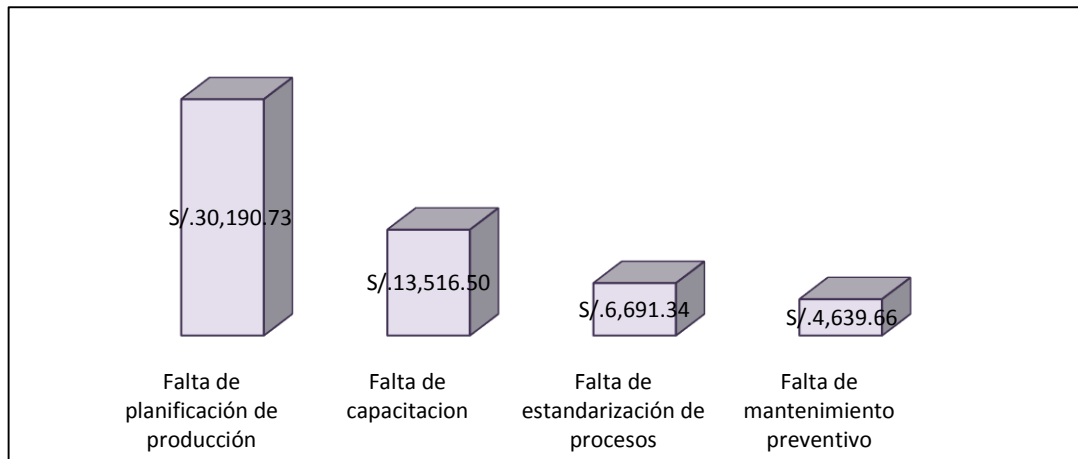 S/.30,190.73
S/.13,516.50
S/.6,691.34
S/.4,639.66
Falta de
planificación de
producción
Falta de
capacitacion
Falta de
estandarización de
procesos
Falta de
mantenimiento
preventivo